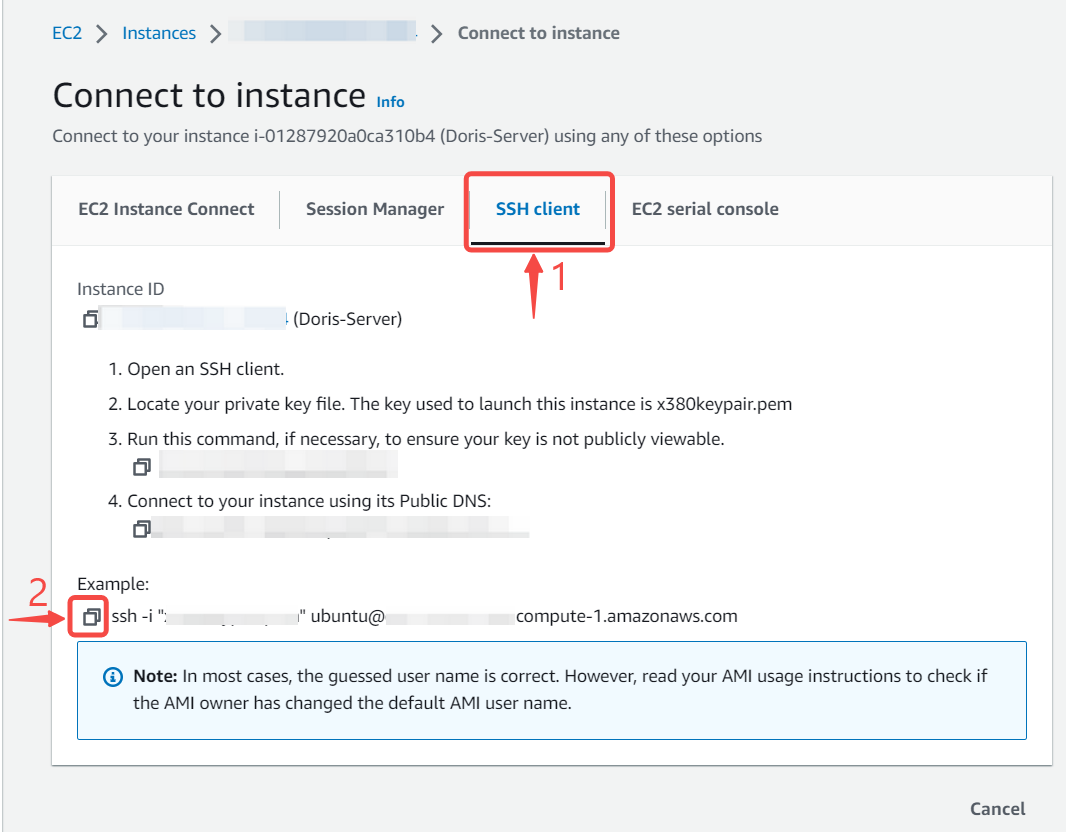 EC2 > Instances > > Connect to instance
Connect to instance Info
Connect to your instance i-01287920a0ca310b4 (Doris-Server) using any of these options
EC2 Instance Connect Session Manager SSH client EC2 serial console
1
Instance ID
(Doris-Server)
1. Open an SSH client.
2. Locate your private key file. The key used to launch this instance is x380keypair.pem
3. Run this command, if necessary, to ensure your key is not publicly viewable.
4. Connect to your instance using its Public DNS:
Example:
2
ssh -i " " ubuntu@ compute-1.amazonaws.com
Note: In most cases, the guessed user name is correct. However, read your AMI usage instructions to check if
the AMI owner has changed the default AMI user name.
Cancel